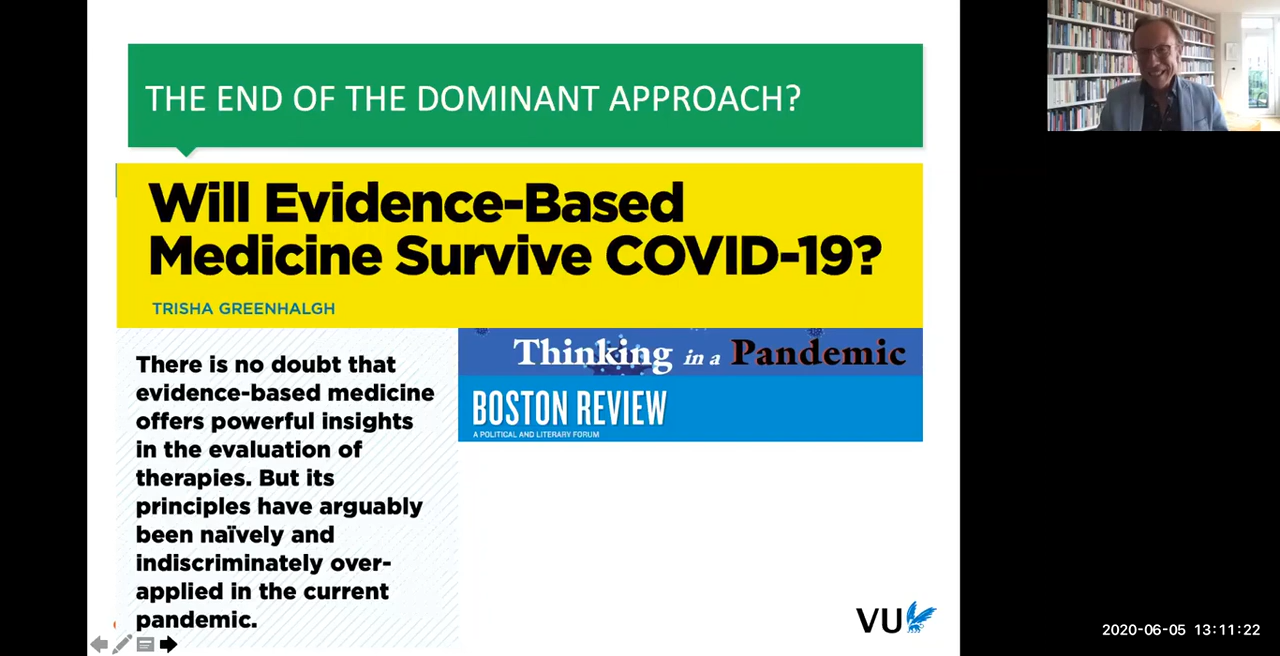 THE END OF THE DOMINANT APPROACH?
Will Evidence-Based
Medicine Survive COVID-19?
TRISHA GREENHALGH
There is no doubt that
evidence-based medicine
offers powerful insights
in the evaluation of
therapies. But its
principles have arguably
been naïvely and
indiscriminately over-
applied in the current
pandemic.
Thinking in a Pandemic
BOSTON REVIEW
A POLITICAL AND LITERARY FORUM
VU
2020-06-05 13:11:22